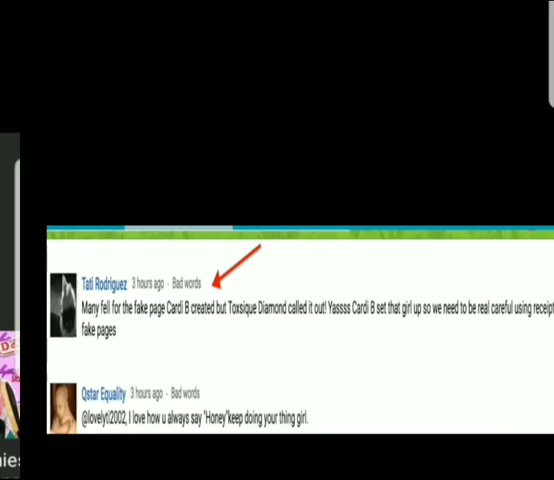 Tati Rodriguez 3 hours ago · Bad words
Many fell for the fake page Cardi B created but Toxsique Diamond called it out! Yassss Cardi B set that girl up so we need to be real careful using receipt
fake pages
Qstar Equality 3 hours ago · Bad words
@lovelyti2002, I love how u always say "Honey"keep doing your thing girl.